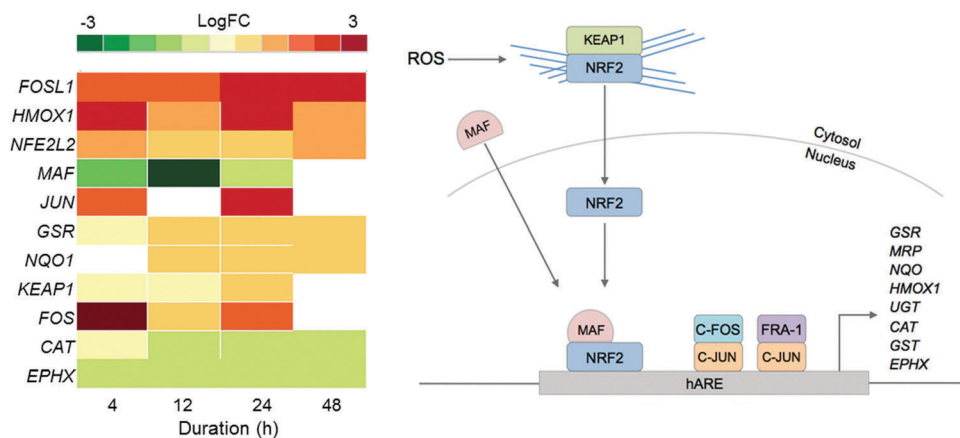 LogFC
-3 3
FOSL1
HMOX1
NFE2L2
MAF
JUN
GSR
NQO1
KEAP1
FOS
CAT
EPHX
4 12 24 48
Duration (h)
ROS
KEAP1
NRF2
MAF
Cytosol
Nucleus
NRF2
MAF
NRF2
C-FOS
C-JUN
FRA-1
C-JUN
hARE
GSR
MRP
NQO
HMOX1
UGT
CAT
GST
EPHX